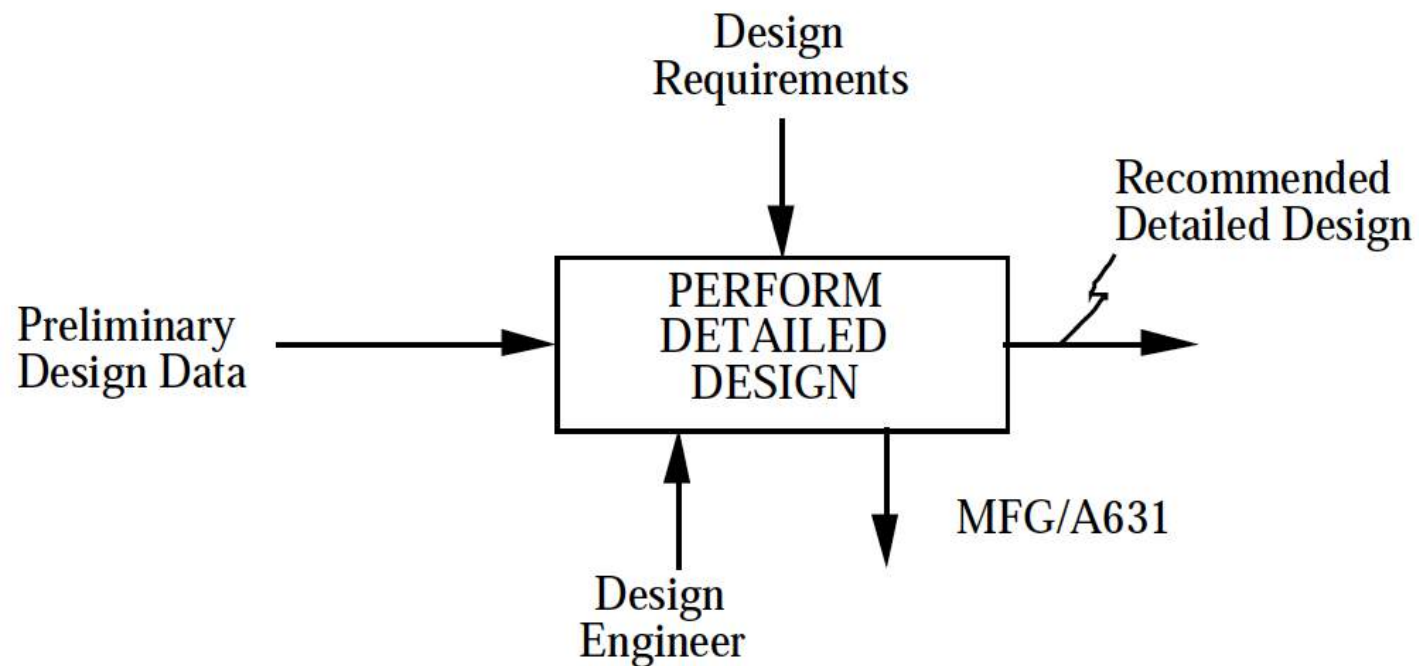 Design
Requirements
Recommended
Detailed Design
PERFORM
DETAILED
DESIGN
Preliminary
Design Data
MFG/A631
Design
Engineer